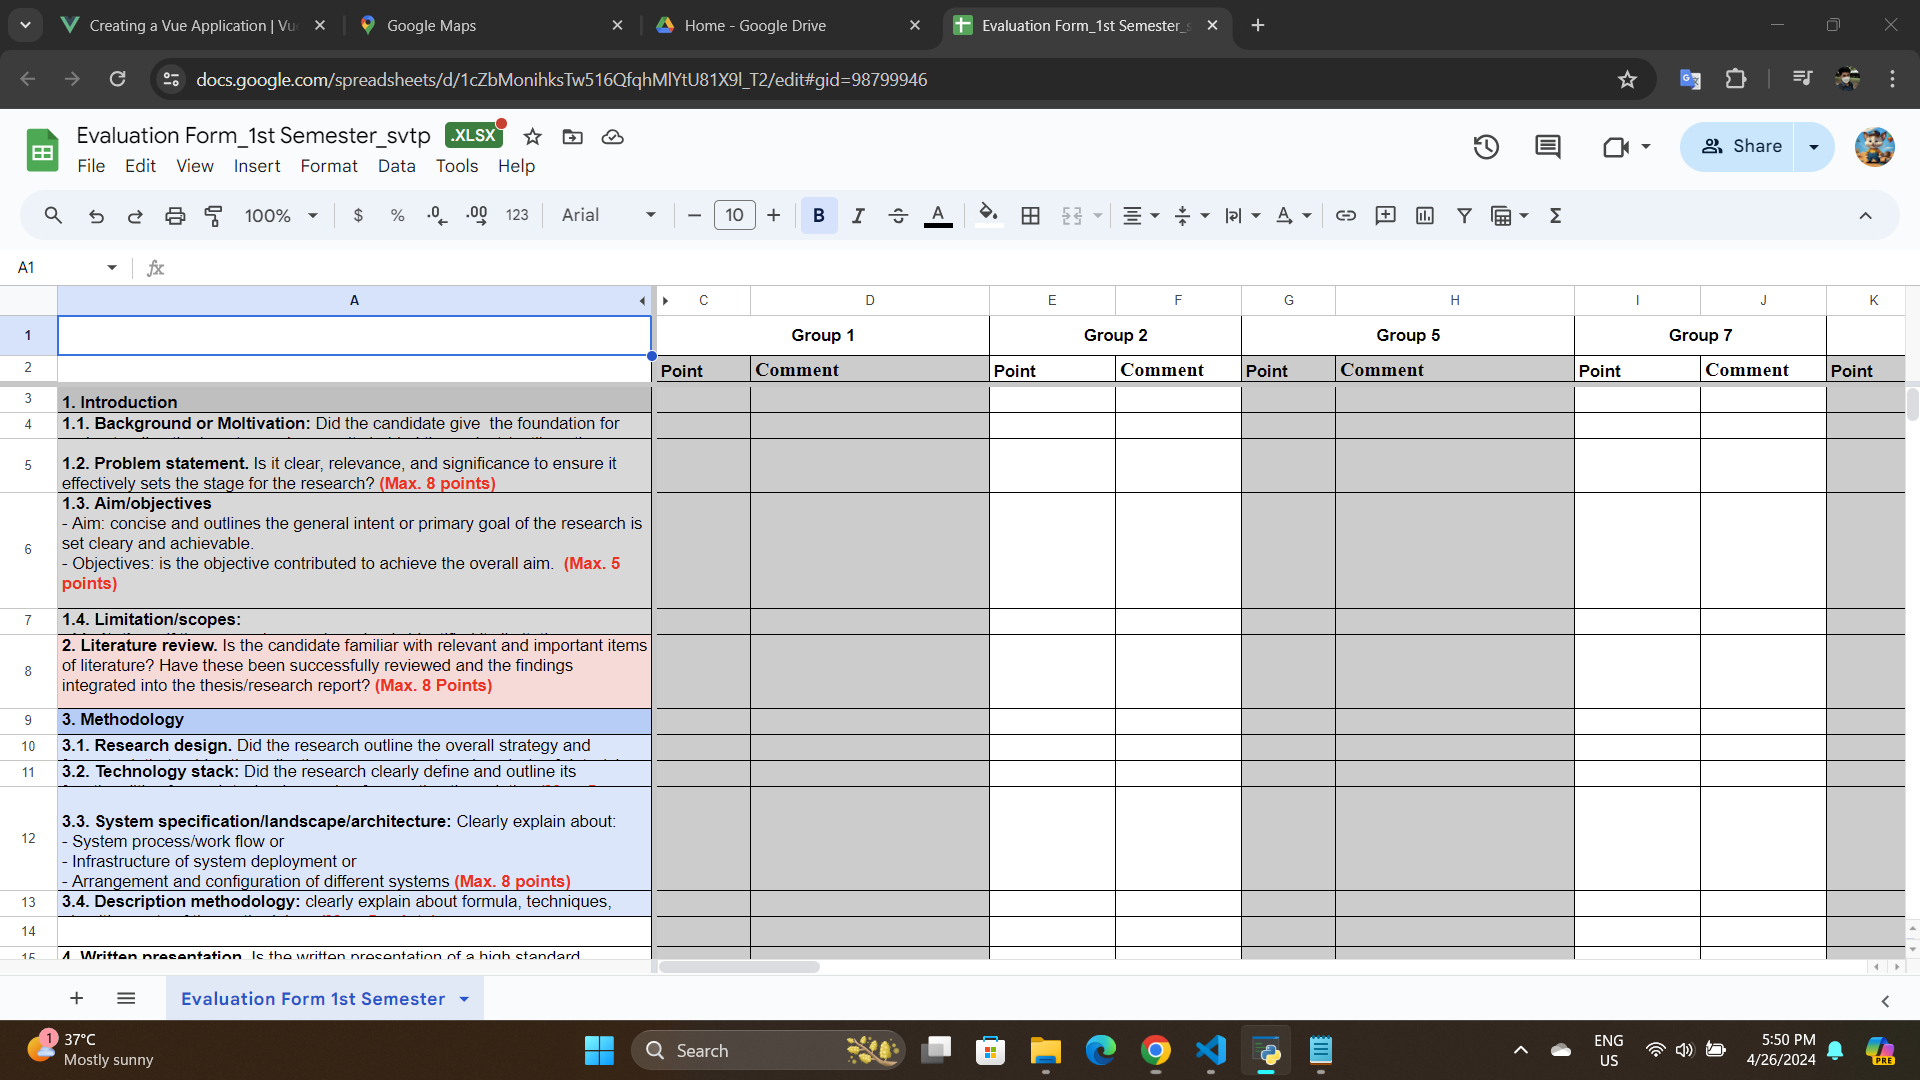 Creating a Vue Application | Vu
Google Maps
Home - Google Drive
Evaluation Form_1st Semester_s
docs.google.com/spreadsheets/d/1cZbMonihksTw516QfqhMlYtU81X9l_T2/edit#gid=98799946
Evaluation Form_1st Semester_svtp
.XLSX
File Edit View Insert Format Data Tools Help
Share
100% $ % .0 .00 123 Arial 10 B I A
A1
fx
A C D E F G H I J K
1 Group 1 Group 2 Group 5 Group 7
2 Point Comment Point Comment Point Comment Point Comment Point
3 1. Introduction
4 1.1. Background or Moltivation: Did the candidate give the foundation for
5 1.2. Problem statement. Is it clear, relevance, and significance to ensure it
effectively sets the stage for the research? (Max. 8 points)
6 1.3. Aim/objectives
- Aim: concise and outlines the general intent or primary goal of the research is
set cleary and achievable.
- Objectives: is the objective contributed to achieve the overall aim. (Max. 5
points)
7 1.4. Limitation/scopes:
8 2. Literature review. Is the candidate familiar with relevant and important items
of literature? Have these been successfully reviewed and the findings
integrated into the thesis/research report? (Max. 8 Points)
9 3. Methodology
10 3.1. Research design. Did the research outline the overall strategy and
11 3.2. Technology stack: Did the research clearly define and outline its
12 3.3. System specification/landscape/architecture: Clearly explain about:
- System process/work flow or
- Infrastructure of system deployment or
- Arrangement and configuration of different systems (Max. 8 points)
13 3.4. Description methodology: clearly explain about formula, techniques,
14
15 4. Written presentation. Is the written presentation of a high standard
Evaluation Form 1st Semester
1
37°C
Mostly sunny
Search
ENG
US
5:50 PM
4/26/2024
PRE